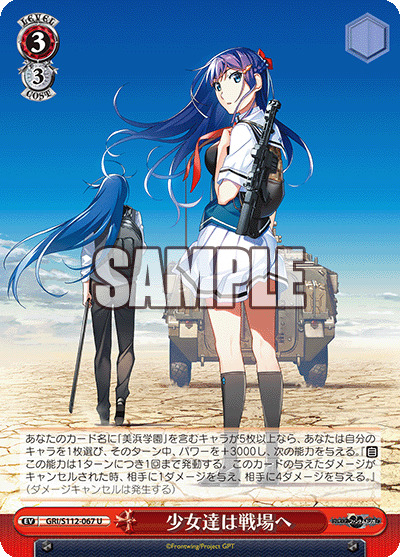 LEVEL
3
3
COST
SAMPLE
あなたのカード名に「美浜学園」を含むキャラが5枚以上なら、あなたは自分の
キャラを1枚選び、そのターン中、パワーを＋3000し、次の能力を与える。『【自】
この能力は1ターンにつき1回まで発動する。このカードの与えたダメージが
キャンセルされた時、相手に1ダメージを与え、相手に4ダメージを与える。』
(ダメージキャンセルは発生する)
EV GRI/S112-067 U 少女達は戦場へ
©Frontwing/Project GPT